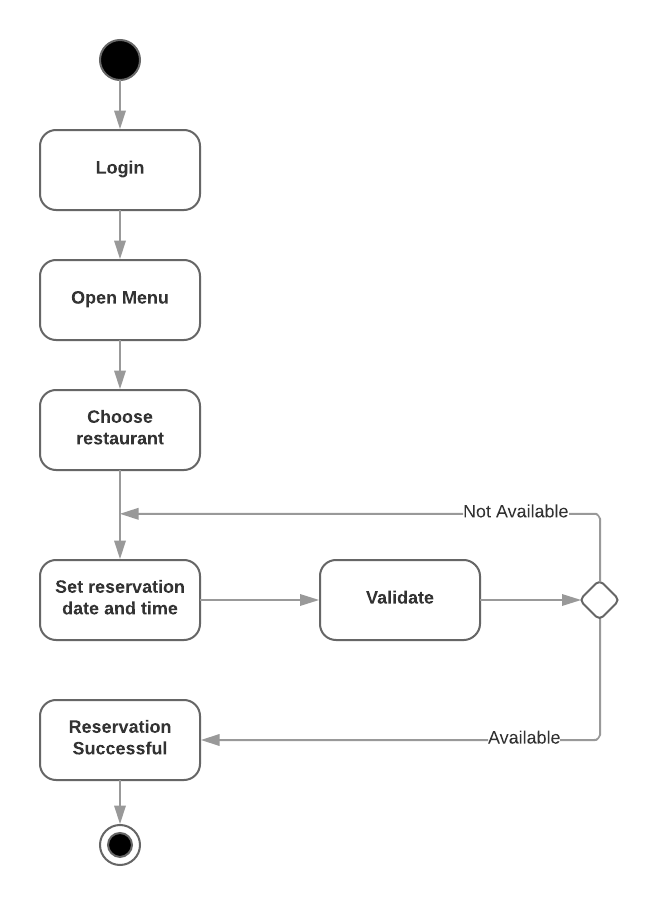 Login
Open Menu
Choose
restaurant
Not Available
Set reservation
date and time
Validate
Reservation
Successful
Available